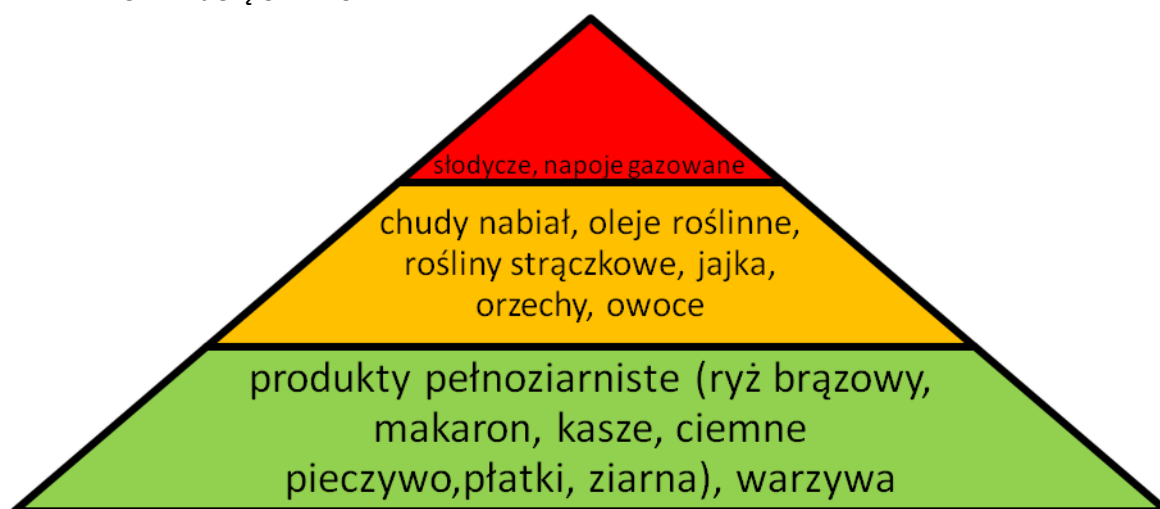 słodycze, napoje gazowane
chudy nabiał, oleje roślinne,
rośliny strączkowe, jajka,
orzechy, owoce
produkty pełnoziarniste (ryż brązowy,
makaron, kasze, ciemne
pieczywo,płatki, ziarna), warzywa